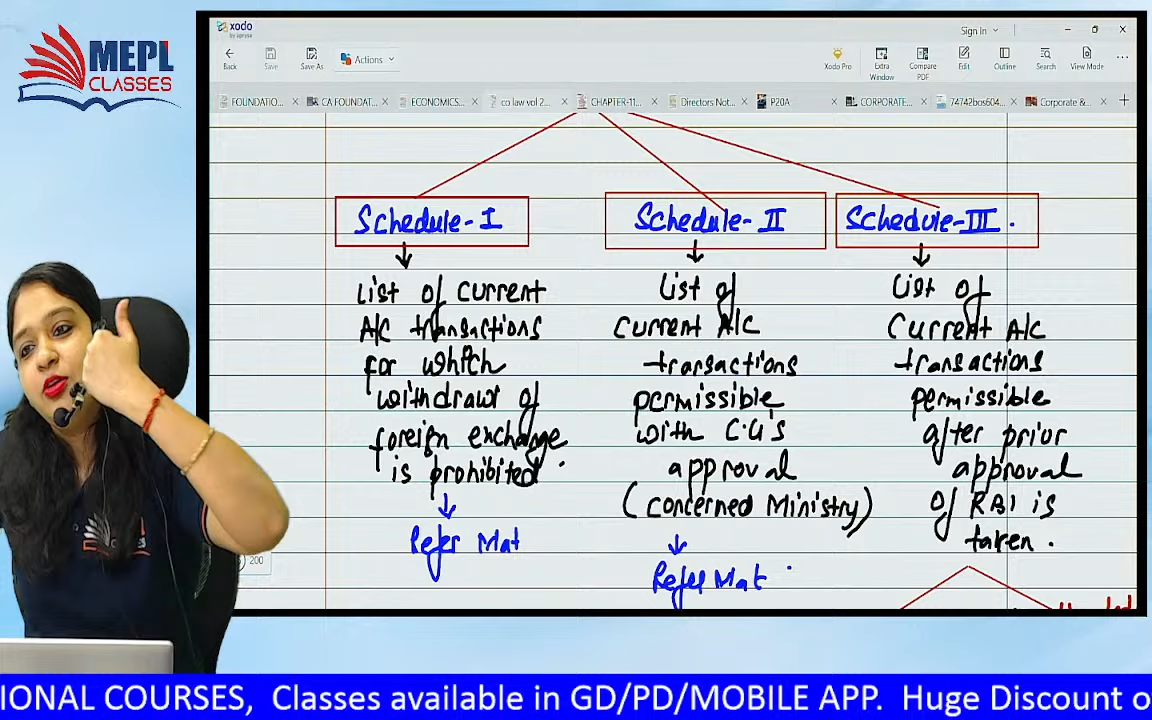 MEPL
CLASSES
xodo
by apryse
Sign In
Back
Save
Save As
Actions
Xodo Pro
Extra
Window
Compare
PDF
Edit
Outline
Search
View Mode
FOUNDATIO...
CA FOUNDAT...
ECONOMICS...
co law vol 2...
CHAPTER-11...
Directors Not...
P20A
CORPORATE...
74742bos604...
Corporate &...
Schedule-I
List of current
A/C transactions
for which
withdrawl of
foreign exchange
is prohibited.
Refer Mat
Schedule-II
List of
Current A/C
transactions
permissible
with C.G's
approval
(Concerned Ministry)
Refer Mat
Schedule-III.
List of
Current A/C
transactions
permissible
after prior
approval
of RBI is
taken.
200
CLASSES
IONAL COURSES, Classes available in GD/PD/MOBILE APP. Huge Discount o